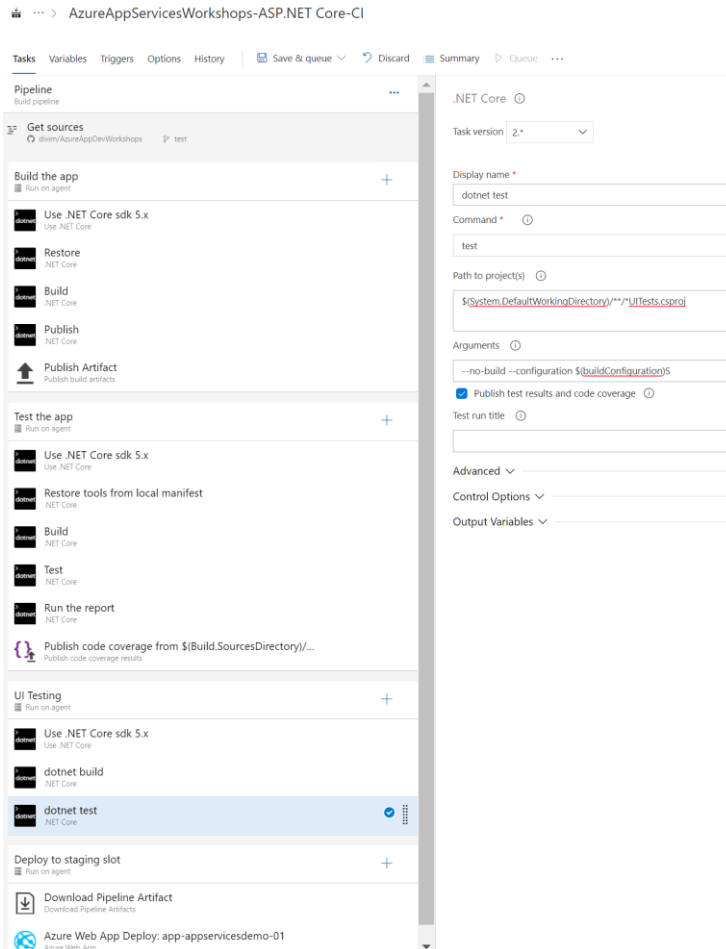 ··· > AzureAppServicesWorkshops-ASP.NET Core-CI
Tasks Variables Triggers Options History Save & queue Discard Summary Queue ···
Pipeline
Build pipeline
Get sources
divim/AzureAppDevWorkshops test
Build the app
Run on agent
Use .NET Core sdk 5.x
Use .NET Core
Restore
.NET Core
Build
.NET Core
Publish
.NET Core
Publish Artifact
Publish build artifacts
Test the app
Run on agent
Use .NET Core sdk 5.x
Use .NET Core
Restore tools from local manifest
.NET Core
Build
.NET Core
Test
.NET Core
Run the report
.NET Core
Publish code coverage from $(Build.SourcesDirectory)/...
Publish code coverage results
UI Testing
Run on agent
Use .NET Core sdk 5.x
Use .NET Core
dotnet build
.NET Core
dotnet test
.NET Core
Deploy to staging slot
Run on agent
Download Pipeline Artifact
Download Pipeline Artifacts
Azure Web App Deploy: app-appservicesdemo-01
Azure Web App
.NET Core
Task version 2.*
Display name *
dotnet test
Command *
test
Path to project(s)
$(System.DefaultWorkingDirectory)/**/*UITests.csproj
Arguments
--no-build --configuration $(buildConfiguration)S
Publish test results and code coverage
Test run title
Advanced
Control Options
Output Variables